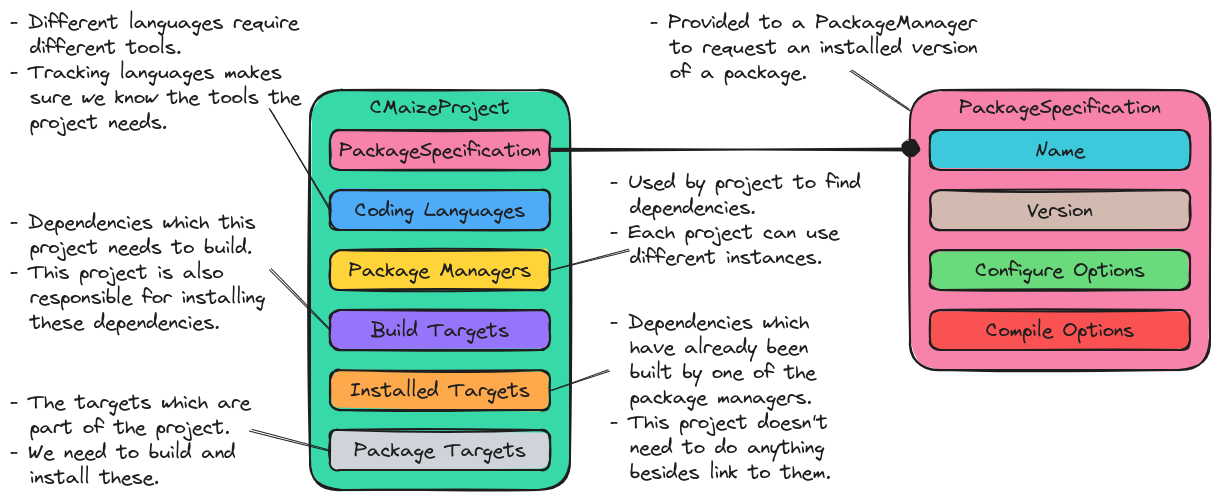 - Different languages require
different tools.
- Tracking languages makes
sure we know the tools the
project needs.
- Dependencies which this
project needs to build.
- This project is also
responsible for installing
these dependencies.
- The targets which are
part of the project.
- We need to build and
install these.
CMaizeProject
PackageSpecification
Coding Languages
Package Managers
Build Targets
Installed Targets
Package Targets
- Provided to a PackageManager
to request an installed version
of a package.
- Used by project to find
dependencies.
- Each project can use
different instances.
- Dependencies which
have already been
built by one of the
package managers.
- This project doesn't
need to do anything
besides link to them.
PackageSpecification
Name
Version
Configure Options
Compile Options